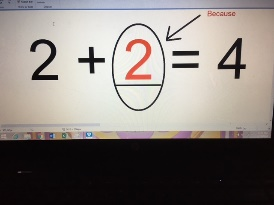 Because
2 + 2 = 4